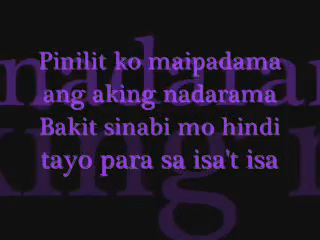 Pinilit ko maipadama
ang aking nadarama
Bakit sinabi mo hindi
tayo para sa isa't isa